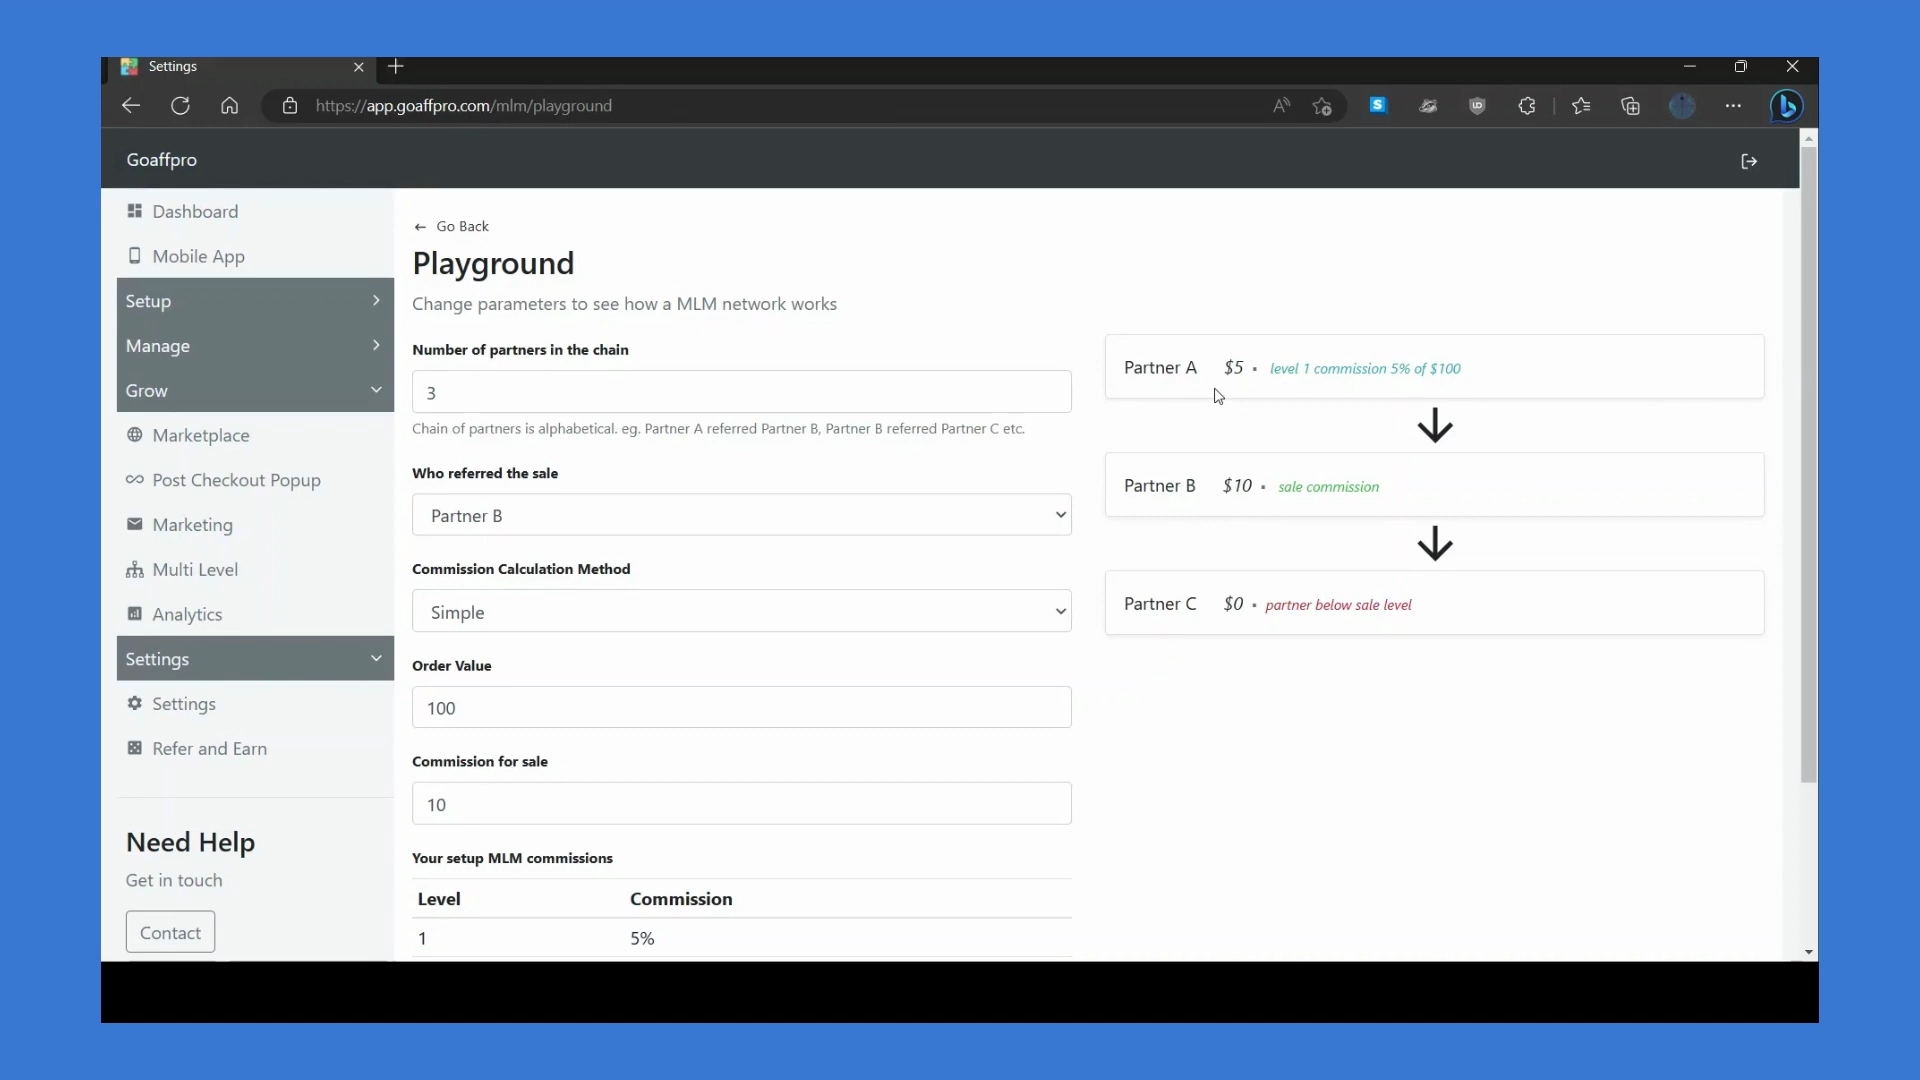 Settings
https://app.goaffpro.com/mlm/playground
Goaffpro
Dashboard
Mobile App
Setup
Manage
Grow
Marketplace
Post Checkout Popup
Marketing
Multi Level
Analytics
Settings
Settings
Refer and Earn
Need Help
Get in touch
Contact
← Go Back
Playground
Change parameters to see how a MLM network works
Number of partners in the chain
3
Chain of partners is alphabetical. eg. Partner A referred Partner B, Partner B referred Partner C etc.
Who referred the sale
Partner B
Commission Calculation Method
Simple
Order Value
100
Commission for sale
10
Your setup MLM commissions
Level Commission
1 5%
Partner A $5 • level 1 commission 5% of $100
Partner B $10 • sale commission
Partner C $0 • partner below sale level